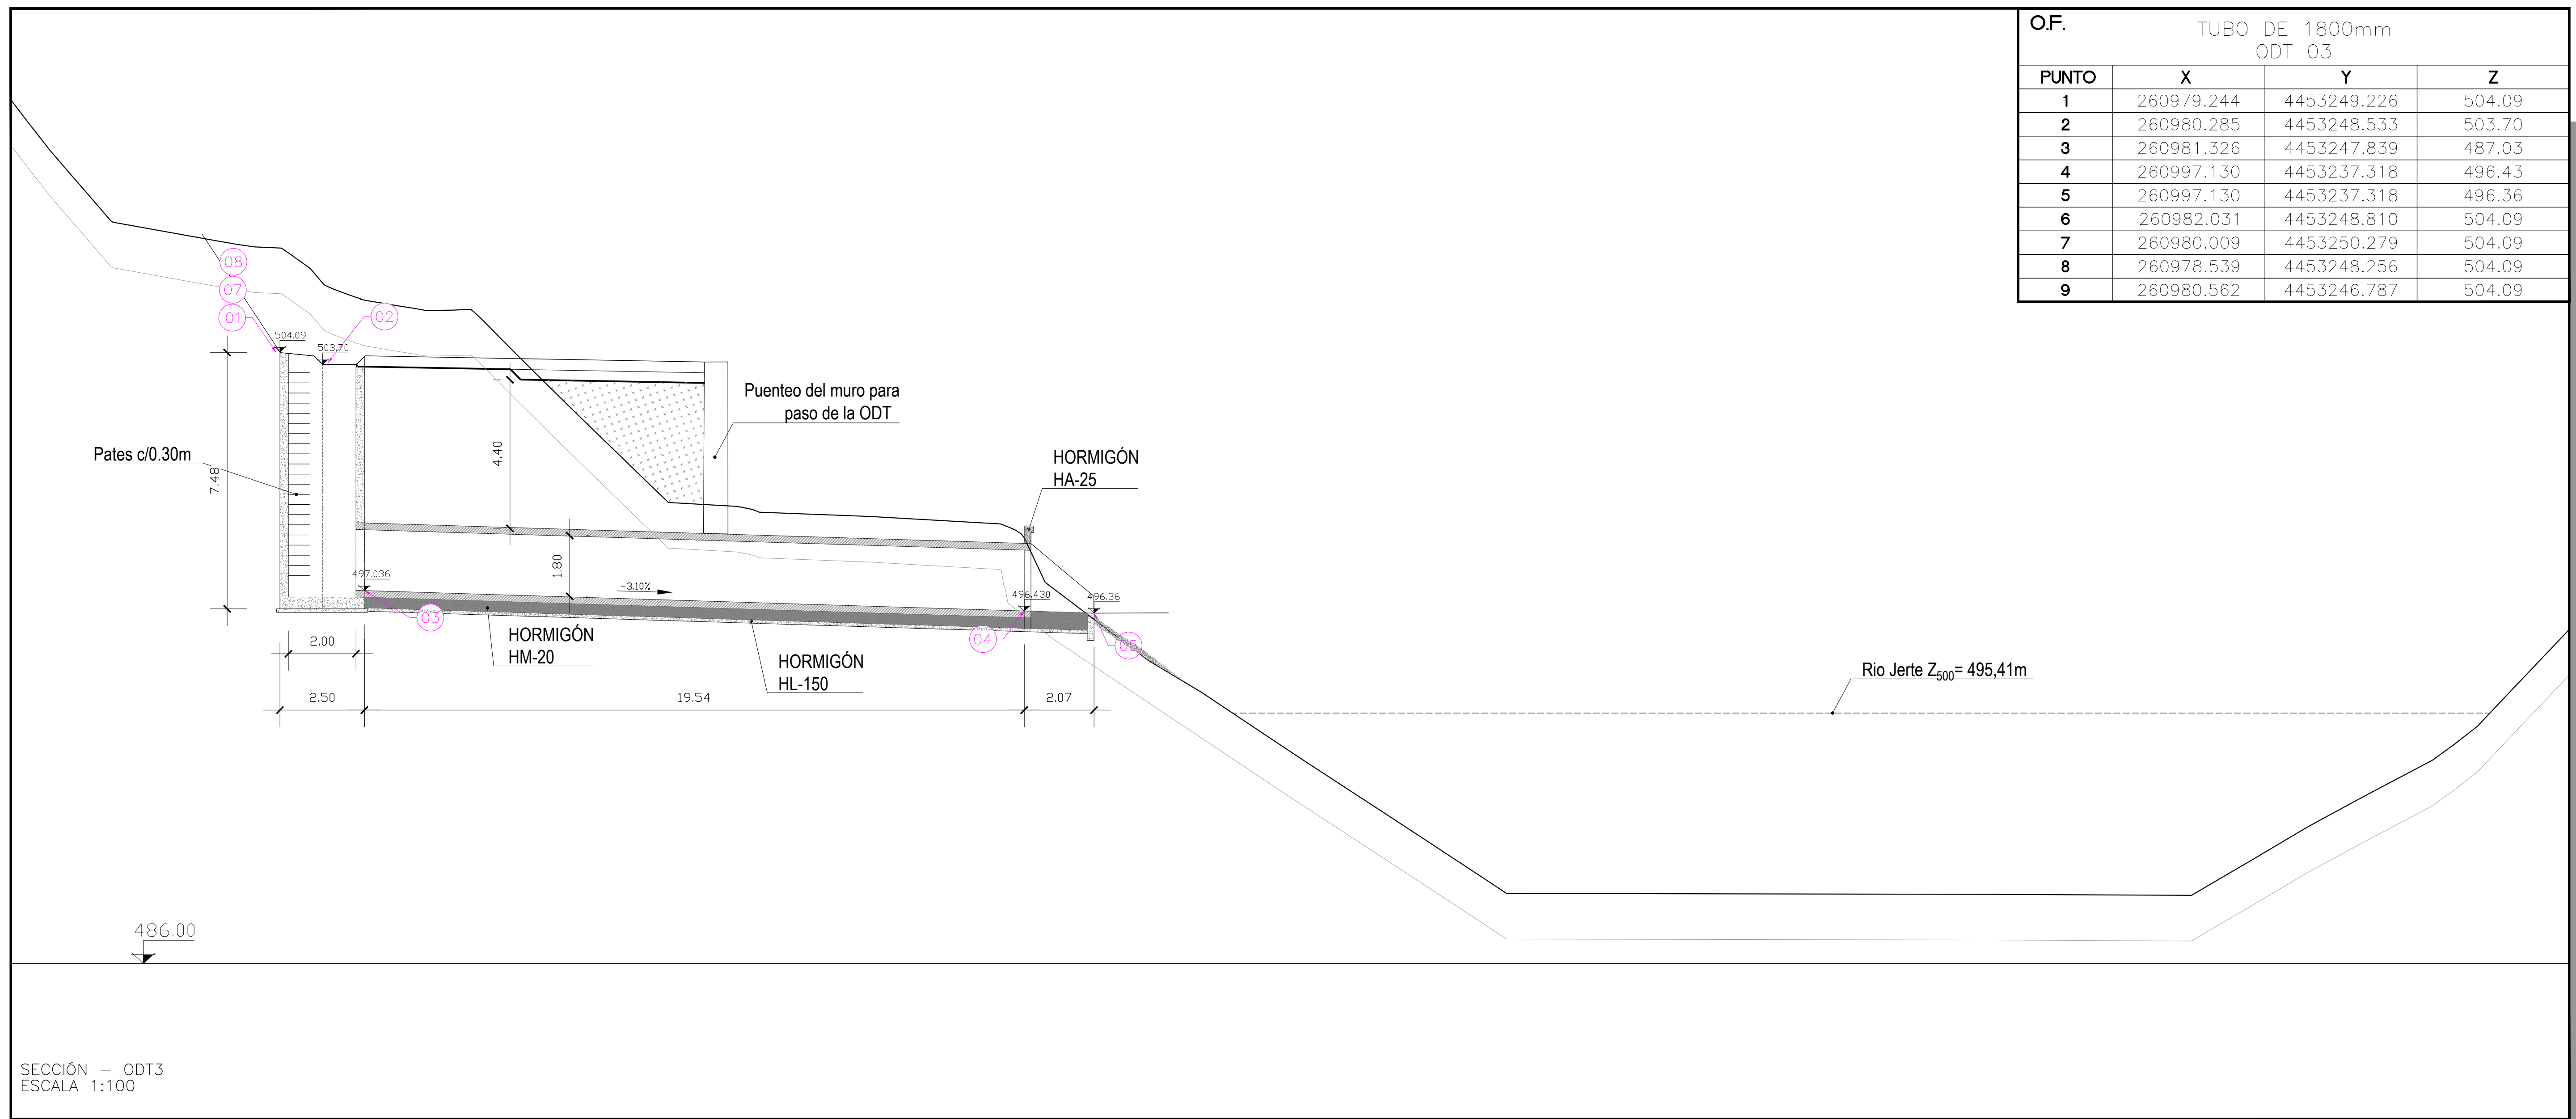 O.F.
TUBO DE 1800mm
ODT 03
PUNTO X Y Z
1 260979.244 4453249.226 504.09
2 260980.285 4453248.533 503.70
3 260981.326 4453247.839 487.03
4 260997.130 4453237.318 496.43
5 260997.130 4453237.318 496.36
6 260982.031 4453248.810 504.09
7 260980.009 4453250.279 504.09
8 260978.539 4453248.256 504.09
9 260980.562 4453246.787 504.09
08
07
01
02
504.09
503.70
Puenteo del muro para
paso de la ODT
Pates c/0.30m
7.48
4.40
HORMIGÓN
HA-25
1.80
497.036
-3.10%
496.430
496.36
03
04
05
HORMIGÓN
HM-20
HORMIGÓN
HL-150
2.00
2.50
19.54
2.07
Rio Jerte Z500= 495,41m
486.00
SECCIÓN - ODT3
ESCALA 1:100